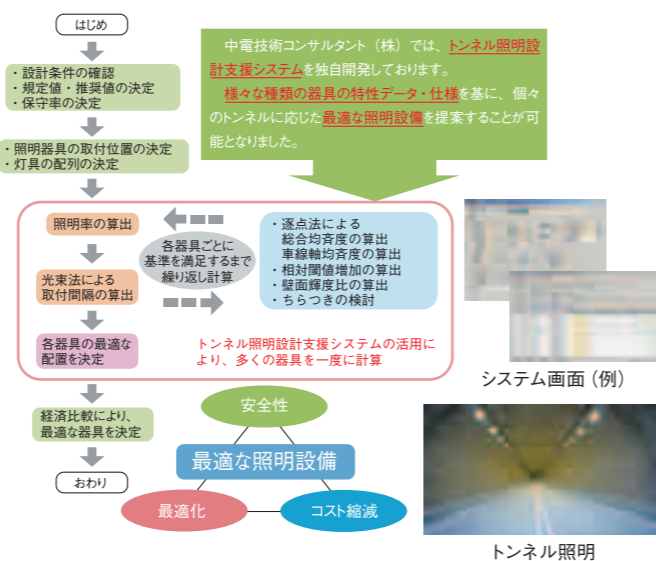 はじめ
・設計条件の確認
・規定値・推奨値の決定
・保守率の決定
・照明器具の取付位置の決定
・灯具の配列の決定
中電技術コンサルタント（株）では、トンネル照明設
計支援システムを独自開発しております。
様々な種類の器具の特性データ・仕様を基に、個々
のトンネルに応じた最適な照明設備を提案することが可
能となりました。
照明率の算出
光束法による
取付間隔の算出
各器具の最適な
配置を決定
各器具ごとに
基準を満足するまで
繰り返し計算
・逐点法による
総合均斉度の算出
車線軸均斉度の算出
・相対閾値増加の算出
・壁面輝度比の算出
・ちらつきの検討
トンネル照明設計支援システムの活用に
より、多くの器具を一度に計算
経済比較により、
最適な器具を決定
おわり
安全性
最適な照明設備
最適化
コスト縮減
システム画面（例）
トンネル照明